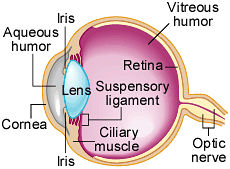 Iris
Vitreous
humor
Aqueous
humor
Retina
Lens
Suspensory
ligament
Cornea
Ciliary
muscle
Iris
Optic
nerve